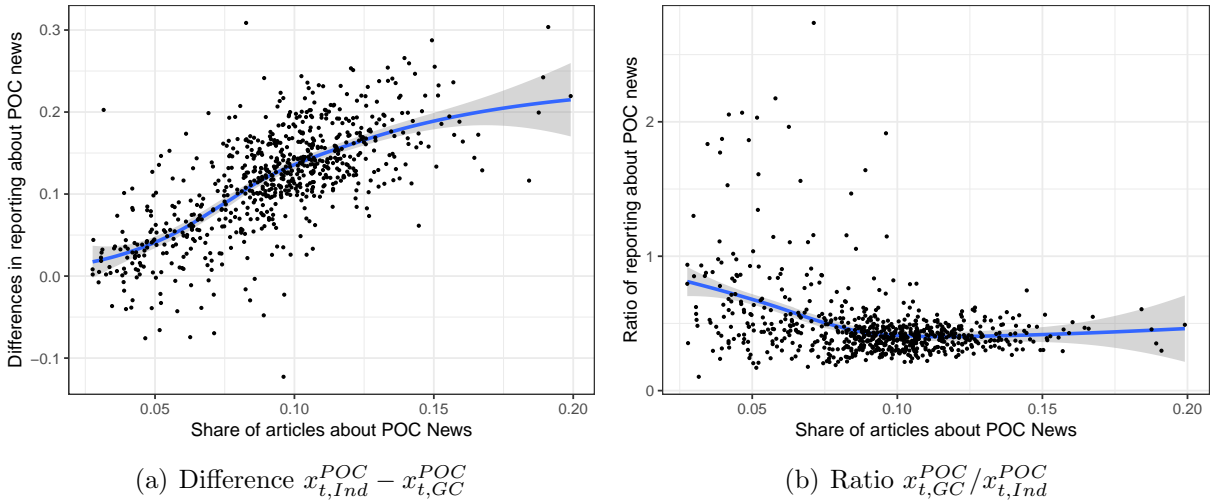 0.3
0.2
0.1
0.0
−0.1
Differences in reporting about POC news
0.05 0.10 0.15 0.20
Share of articles about POC News
(a) Difference x^{POC}_{t,Ind} − x^{POC}_{t,GC}
2
1
0
Ratio of reporting about POC news
0.05 0.10 0.15 0.20
Share of articles about POC News
(b) Ratio x^{POC}_{t,GC}/x^{POC}_{t,Ind}